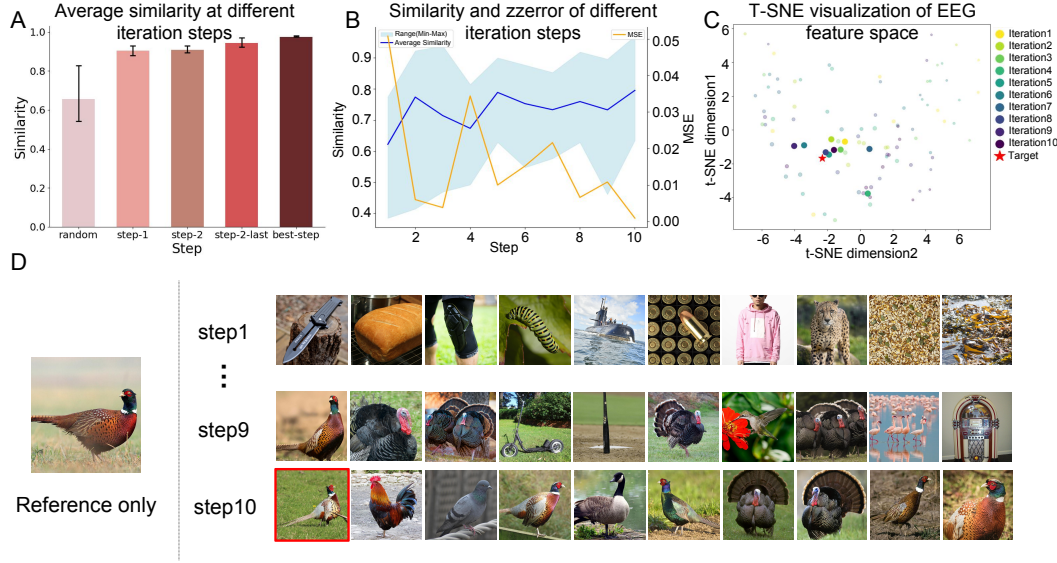 A
Average similarity at different
iteration steps
1.0
0.8
0.6
0.4
0.2
0.0
Similarity
random
step-1
step-2
step-2-last
best-step
Step
B
Similarity and zzerror of different
iteration steps
Range(Min-Max)
Average Similarity
MSE
0.9
0.8
0.7
0.6
0.5
0.4
Similarity
0.05
0.04
0.03
0.02
0.01
0.00
MSE
2
4
6
8
10
Step
C
T-SNE visualization of EEG
feature space
6
4
2
0
-2
-4
t-SNE dimension1
-6
-4
-2
0
2
4
6
t-SNE dimension2
Iteration1
Iteration2
Iteration3
Iteration4
Iteration5
Iteration6
Iteration7
Iteration8
Iteration9
Iteration10
Target
D
Reference only
step1
step9
step10